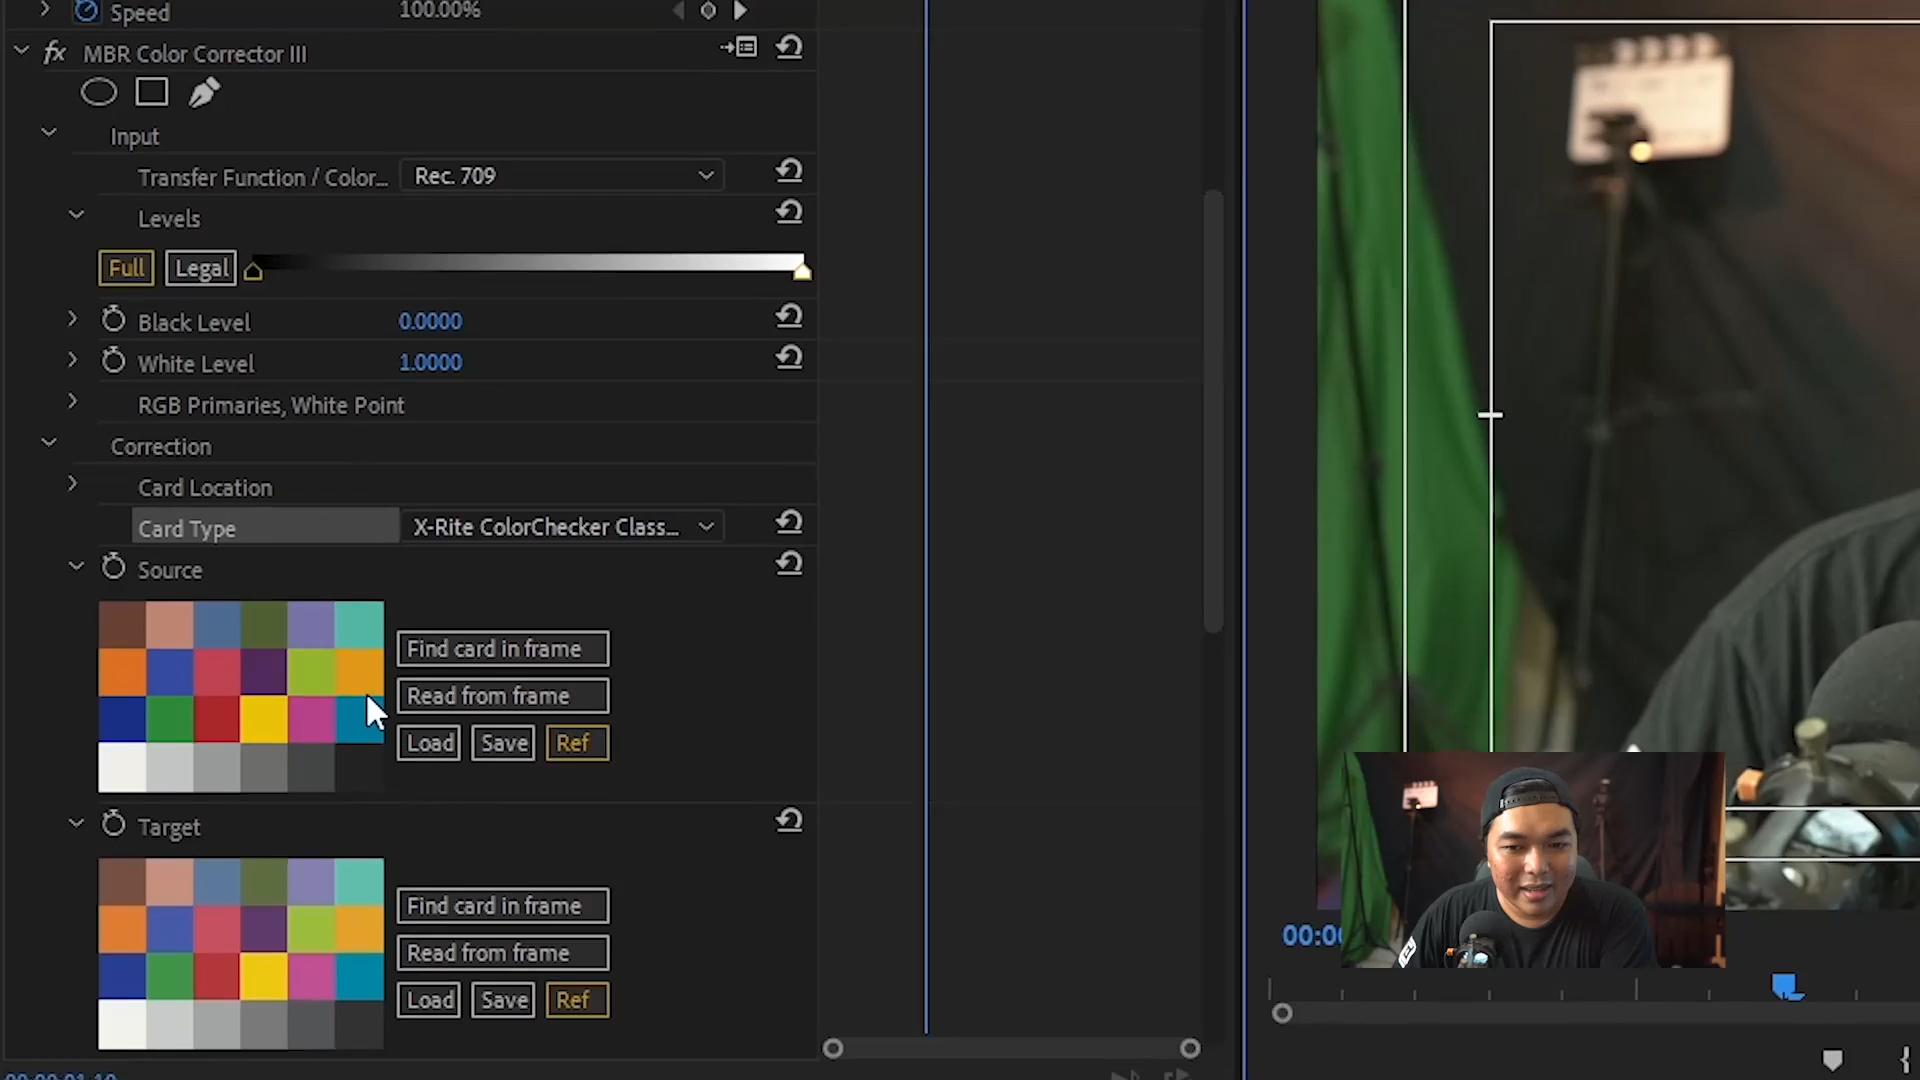 Speed 100.00%
fx MBR Color Corrector III
Input
Transfer Function / Color... Rec. 709
Levels
Full Legal
Black Level 0.0000
White Level 1.0000
RGB Primaries, White Point
Correction
Card Location
Card Type X-Rite ColorChecker Class...
Source
Find card in frame
Read from frame
Load Save Ref
Target
Find card in frame
Read from frame
Load Save Ref